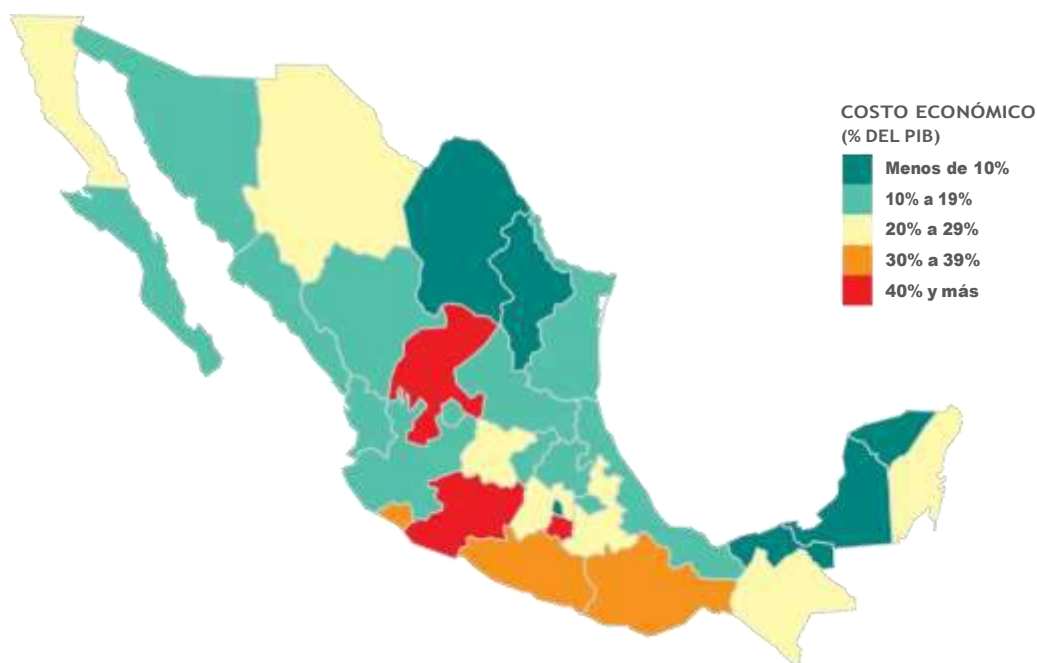 COSTO ECONÓMICO
(% DEL PIB)
Menos de 10%
10% a 19%
20% a 29%
30% a 39%
40% y más